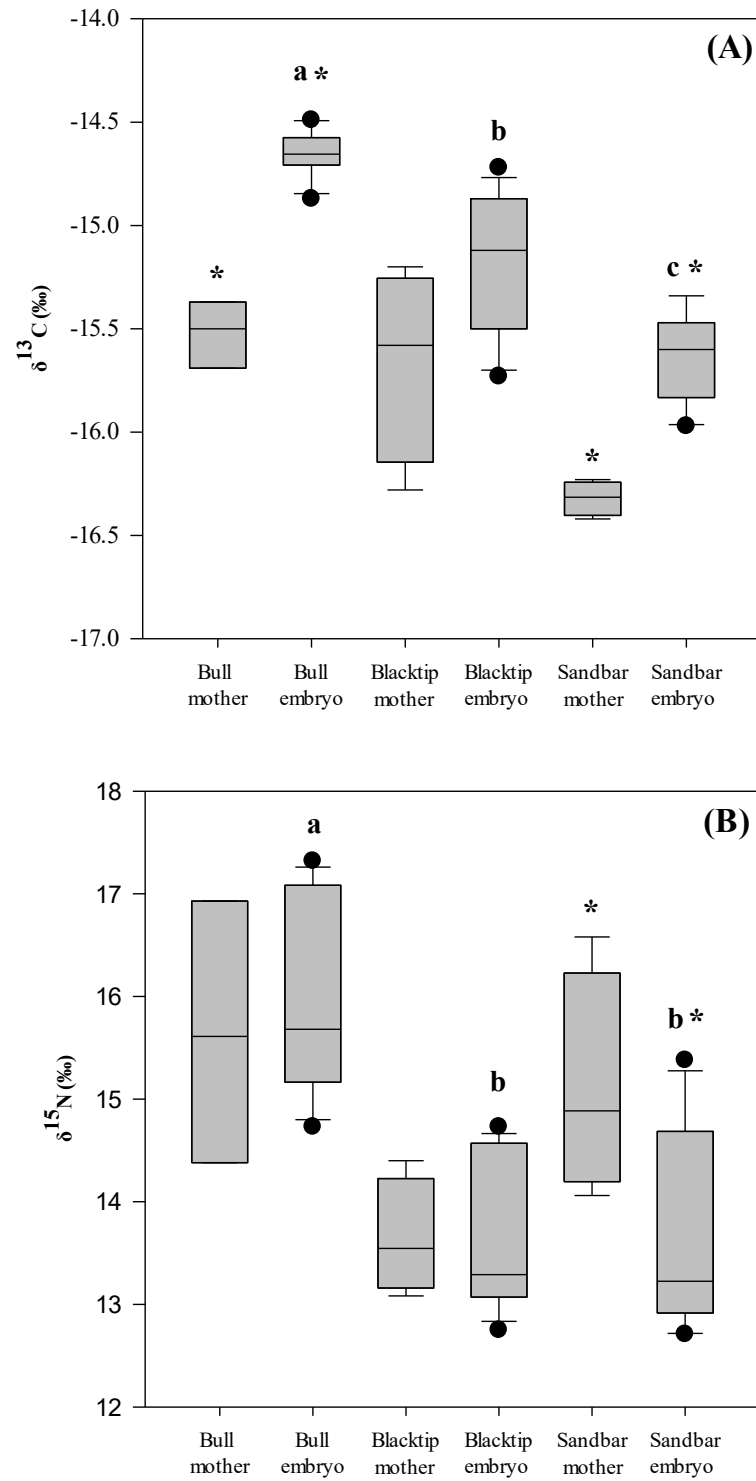 (A)
-14.0
a *
b
-14.5
-15.0
*
c *
δ13C (‰)
-15.5
-16.0
*
-16.5
-17.0
Bull Bull Blacktip Blacktip Sandbar Sandbar
mother embryo mother embryo mother embryo
(B)
18
a
17
*
16
b *
b
δ15N (‰)
15
14
13
12
Bull Bull Blacktip Blacktip Sandbar Sandbar
mother embryo mother embryo mother embryo